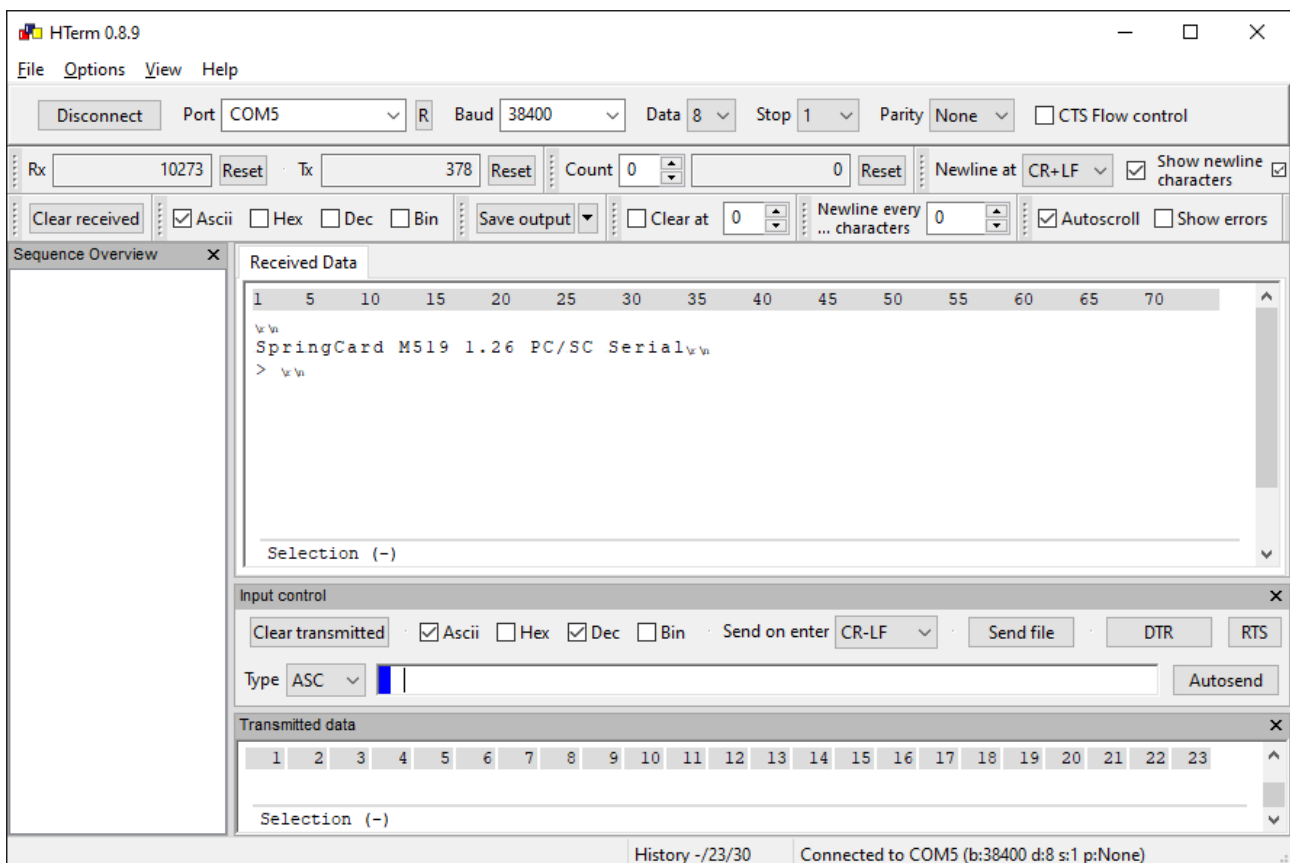 HTerm 0.8.9
File Options View Help
Disconnect Port COM5 R Baud 38400 Data 8 Stop 1 Parity None CTS Flow control
Rx 10273 Reset Tx 378 Reset Count 0 0 Reset Newline at CR+LF Show newline characters
Clear received Ascii Hex Dec Bin Save output Clear at 0 Newline every ... characters 0 Autoscroll Show errors
Sequence Overview
Received Data
1 5 10 15 20 25 30 35 40 45 50 55 60 65 70
\r\n
SpringCard M519 1.26 PC/SC Serial\r\n
> \r\n
Selection (-)
Input control
Clear transmitted Ascii Hex Dec Bin Send on enter CR-LF Send file DTR RTS
Type ASC Autosend
Transmitted data
1 2 3 4 5 6 7 8 9 10 11 12 13 14 15 16 17 18 19 20 21 22 23
Selection (-)
History -/23/30 Connected to COM5 (b:38400 d:8 s:1 p:None)